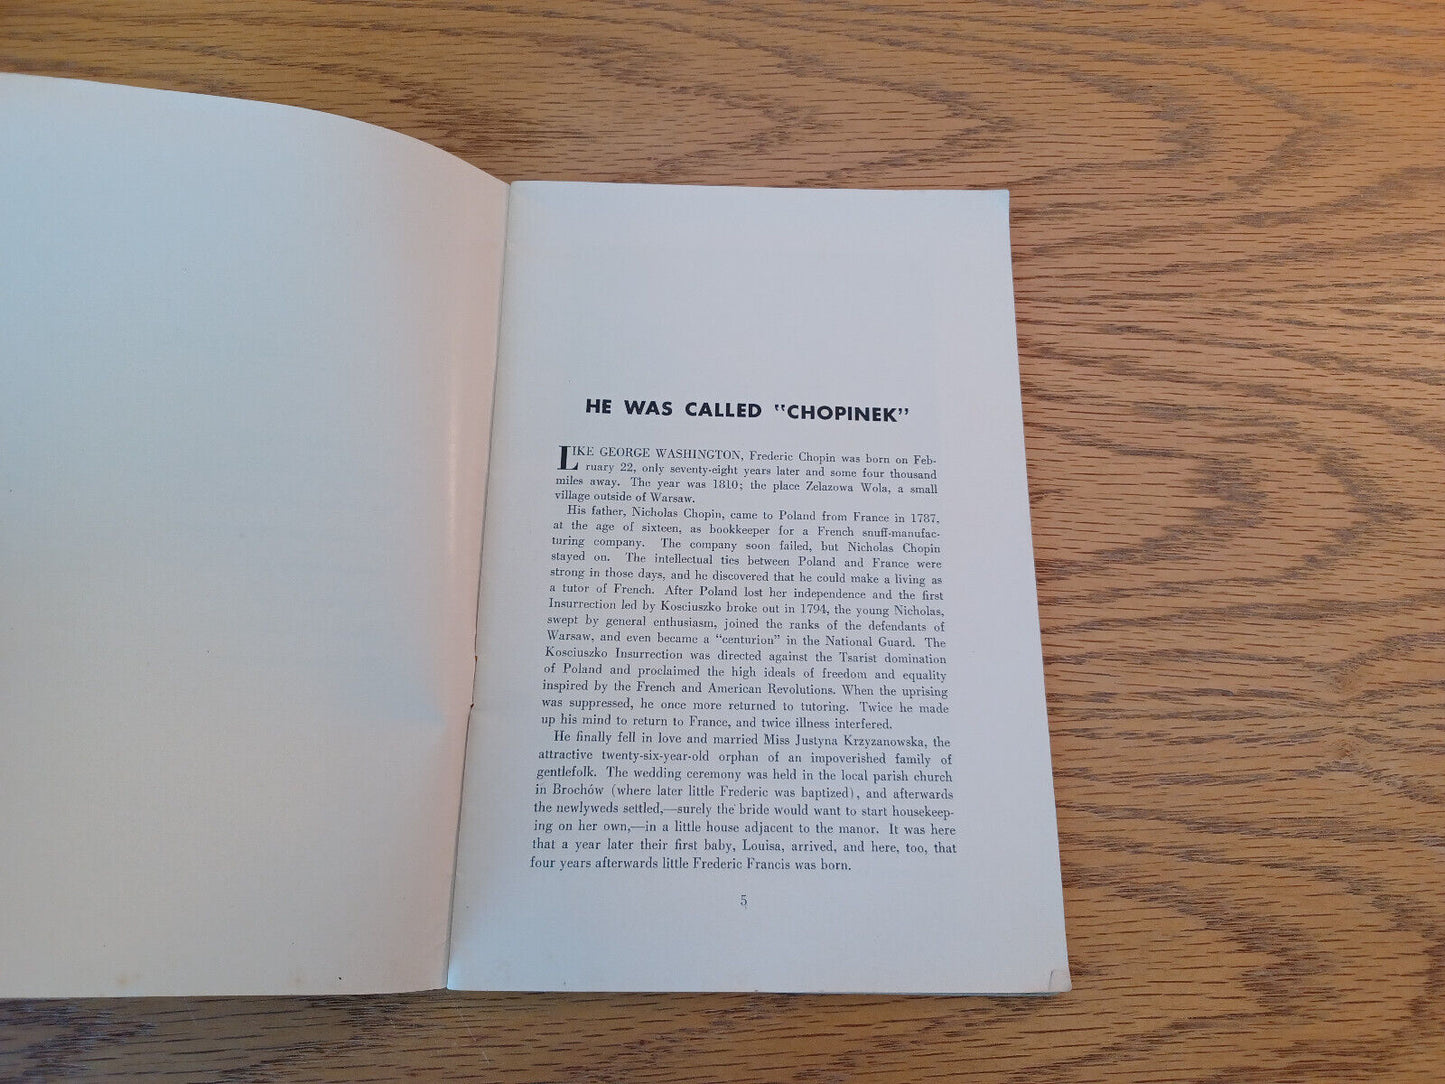 HE WAS CALLED "CHOPINEK"
LIKE GEORGE WASHINGTON, Frederic Chopin was born on Feb-
ruary 22, only seventy-eight years later and some four thousand
miles away. The year was 1810; the place Zelazowa Wola, a small
village outside of Warsaw.
His father, Nicholas Chopin, came to Poland from France in 1787,
at the age of sixteen, as bookkeeper for a French snuff-manufac-
turing company. The company soon failed, but Nicholas Chopin
stayed on. The intellectual ties between Poland and France were
strong in those days, and he discovered that he could make a living as
a tutor of French. After Poland lost her independence and the first
Insurrection led by Kosciuszko broke out in 1794, the young Nicholas,
swept by general enthusiasm, joined the ranks of the defendants of
Warsaw, and even became a "centurion" in the National Guard. The
Kosciuszko Insurrection was directed against the Tsarist domination
of Poland and proclaimed the high ideals of freedom and equality
inspired by the French and American Revolutions. When the uprising
was suppressed, he once more returned to tutoring. Twice he made
up his mind to return to France, and twice illness interfered.
He finally fell in love and married Miss Justyna Krzyzanowska, the
attractive twenty-six-year-old orphan of an impoverished family of
gentlefolk. The wedding ceremony was held in the local parish church
in Brochów (where later little Frederic was baptized), and afterwards
the newlyweds settled,—surely the bride would want to start housekeep-
ing on her own,—in a little house adjacent to the manor. It was here
that a year later their first baby, Louisa, arrived, and here, too, that
four years afterwards little Frederic Francis was born.
5